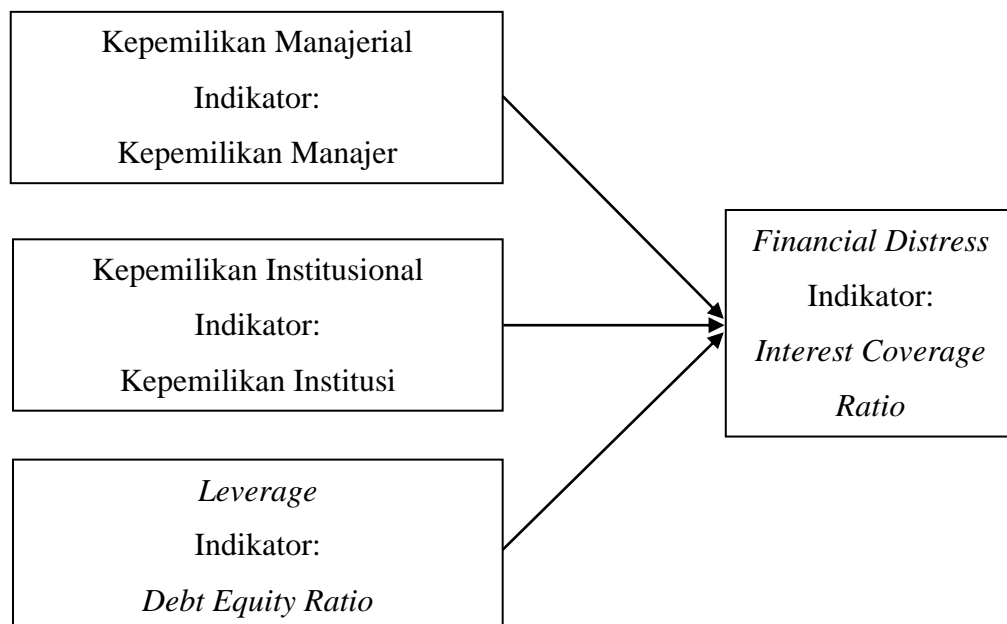 Kepemilikan Manajerial
Indikator:
Kepemilikan Manajer
Kepemilikan Institusional
Indikator:
Kepemilikan Institusi
Leverage
Indikator:
Debt Equity Ratio
Financial Distress
Indikator:
Interest Coverage
Ratio